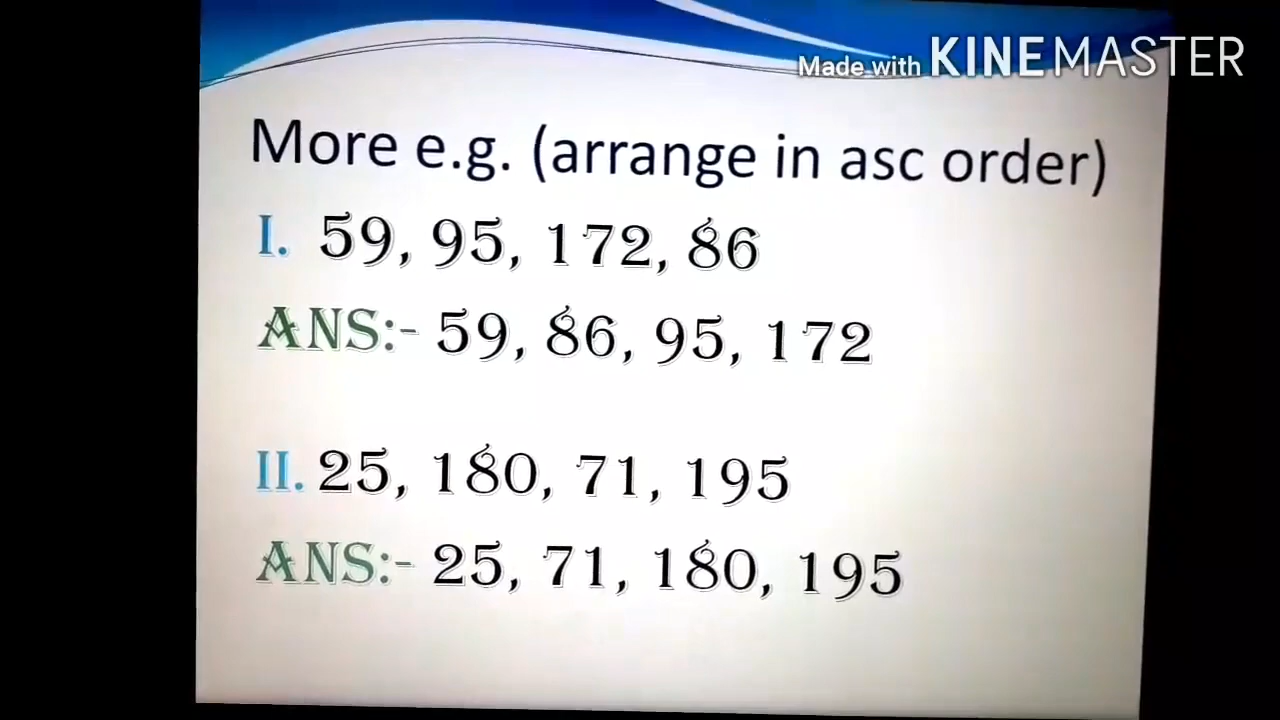 Made with KINEMASTER
More e.g. (arrange in asc order)
I. 59, 95, 172, 86
ANS:- 59, 86, 95, 172
II. 25, 180, 71, 195
ANS:- 25, 71, 180, 195